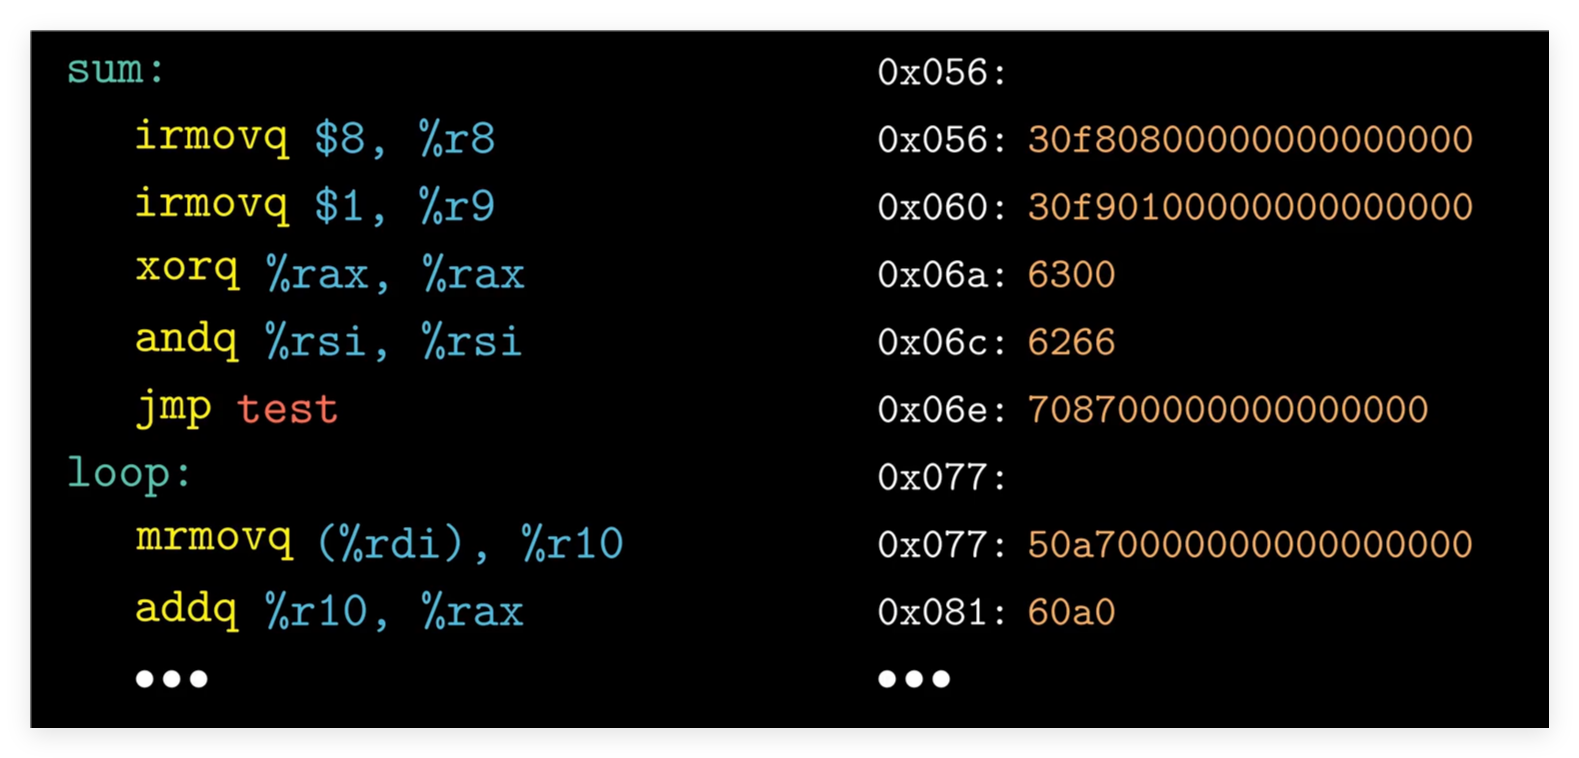 sum: 0x056:
irmovq $8, %r8 0x056: 30f80800000000000000
irmovq $1, %r9 0x060: 30f90100000000000000
xorq %rax, %rax 0x06a: 6300
andq %rsi, %rsi 0x06c: 6266
jmp test 0x06e: 708700000000000000
loop: 0x077:
mrmovq (%rdi), %r10 0x077: 50a70000000000000000
addq %r10, %rax 0x081: 60a0
••• •••